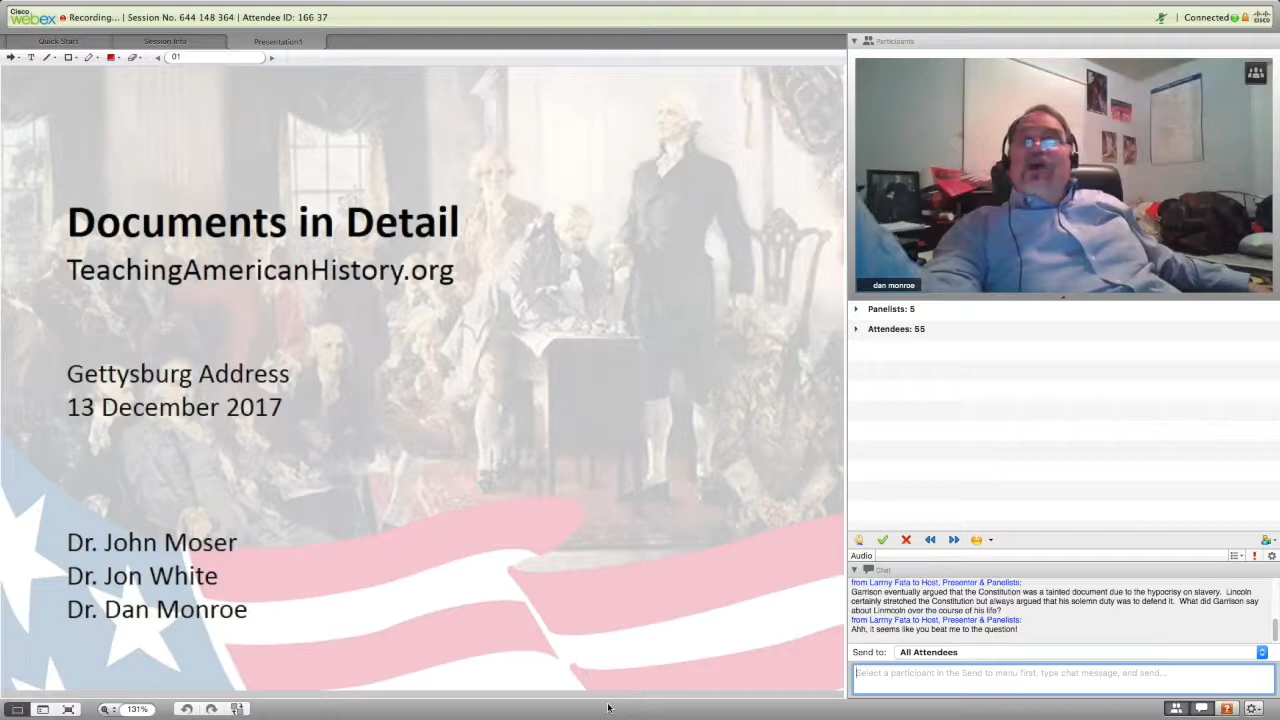 CISCO
webex
Recording... | Session No. 644 148 364 | Attendee ID: 166 37
Connected
CISCO
Quick Start
Session Info
Presentation1
T
01
Participants
Documents in Detail
TeachingAmericanHistory.org
Gettysburg Address
13 December 2017
Dr. John Moser
Dr. Jon White
Dr. Dan Monroe
dan monroe
Panelists: 5
Attendees: 55
Audio
Chat
from Larrny Fata to Host, Presenter & Panelists:
Garrison eventually argued that the Constitution was a tainted document due to the hypocrisy on slavery. Lincoln
certainly stretched the Constitution but always argued that his solemn duty was to defend it. What did Garrison say
about Linmcoln over the course of his life?
from Larrny Fata to Host, Presenter & Panelists:
Ahh, it seems like you beat me to the question!
Send to: All Attendees
Select a participant in the Send to menu first, type chat message, and send...
131%